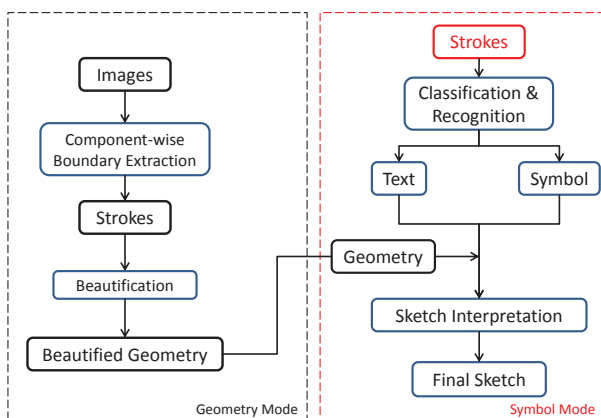 Images
Component-wise
Boundary Extraction
Strokes
Beautification
Beautified Geometry
Geometry Mode
Strokes
Classification &
Recognition
Text
Symbol
Geometry
Sketch Interpretation
Final Sketch
Symbol Mode